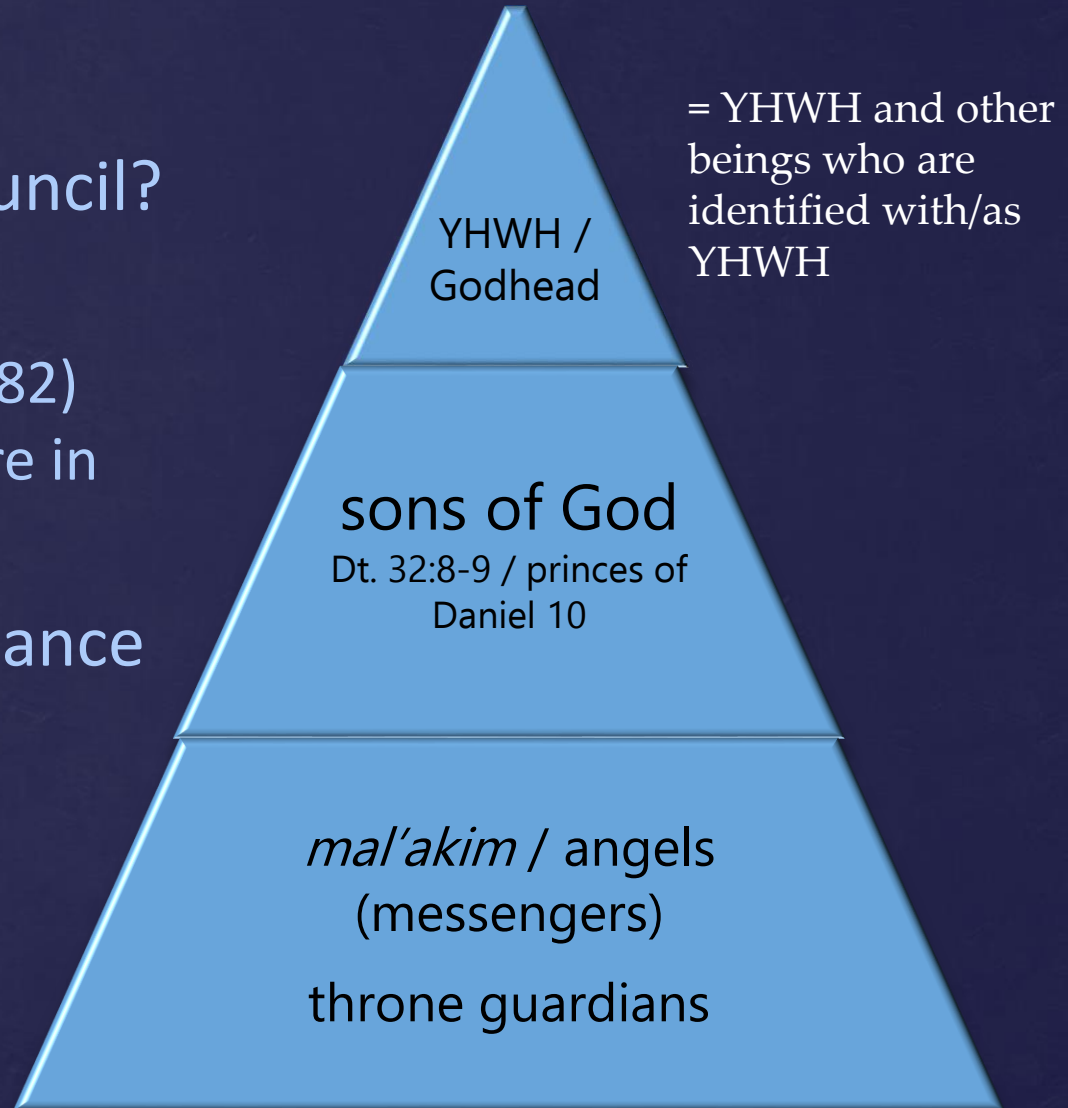 uncil?
82)
re in
ance
YHWH /
Godhead
= YHWH and other
beings who are
identified with/as
YHWH
sons of God
Dt. 32:8-9 / princes of
Daniel 10
mal’akim / angels
(messengers)
throne guardians